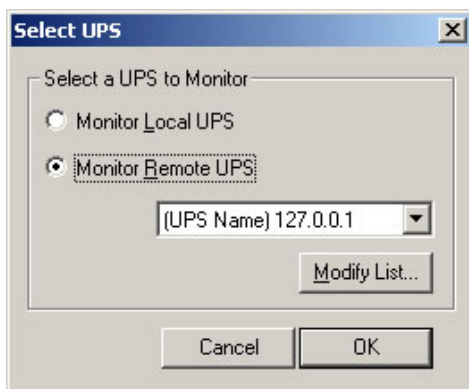 Select UPS
Select a UPS to Monitor
Monitor Local UPS
Monitor Remote UPS
(UPS Name) 127.0.0.1
Modify List...
Cancel OK